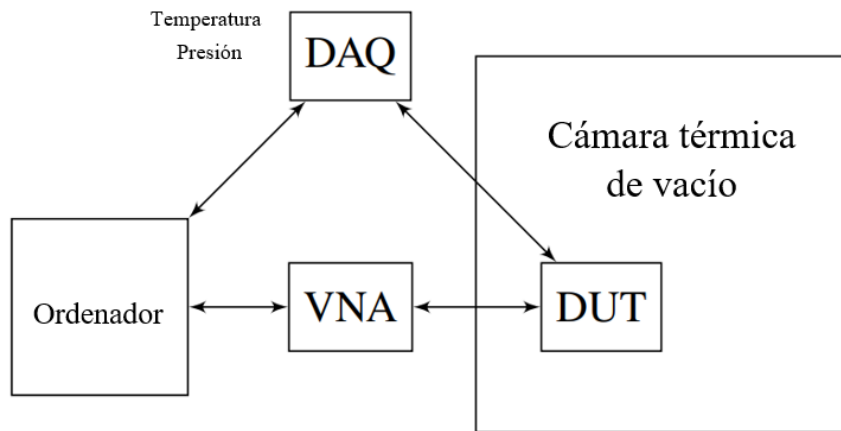 Temperatura
Presión
DAQ
Cámara térmica
de vacío
Ordenador
VNA
DUT